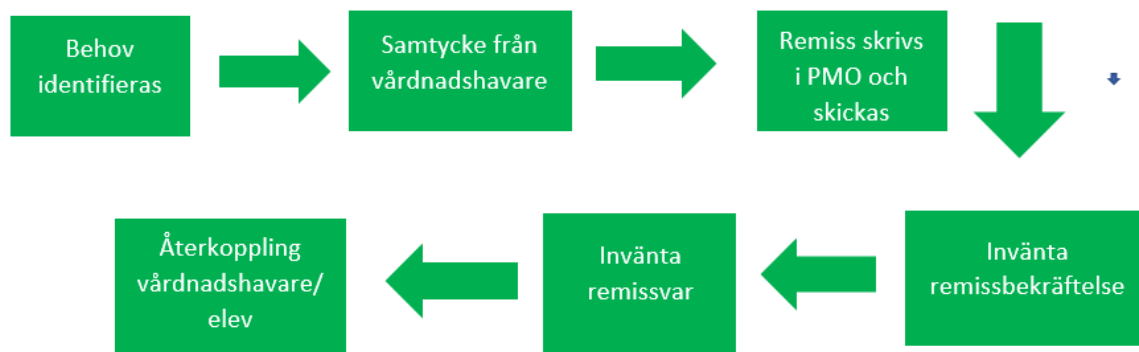 Behov
identifieras
Samtycke från
vårdnadshavare
Remiss skrivs
i PMO och
skickas
Invänta
remissbekräftelse
Invänta
remissvar
Återkoppling
vårdnadshavare/
elev